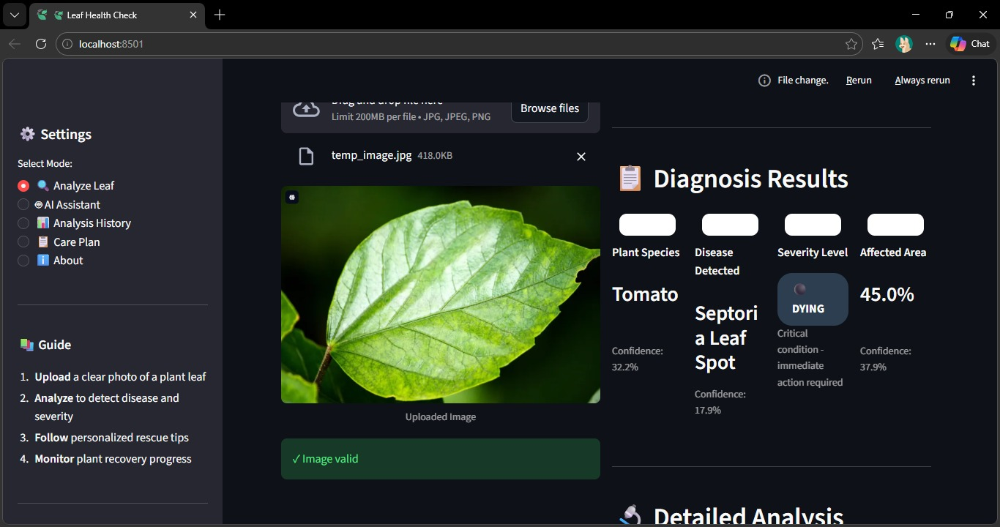 Leaf Health Check
localhost:8501
Chat
File change.
Rerun
Always rerun
Settings
Select Mode:
Analyze Leaf
AI Assistant
Analysis History
Care Plan
About
Guide
1. Upload a clear photo of a plant leaf
2. Analyze to detect disease and
severity
3. Follow personalized rescue tips
4. Monitor plant recovery progress
Drag and drop file here
Limit 200MB per file • JPG, JPEG, PNG
Browse files
temp_image.jpg 418.0KB
Uploaded Image
✓ Image valid
Diagnosis Results
Plant Species
Tomato
Confidence:
32.2%
Disease
Detected
Septori
a Leaf
Spot
Confidence:
17.9%
Severity Level
DYING
Critical
condition -
immediate
action required
Affected Area
45.0%
Confidence:
37.9%
Detailed Analysis